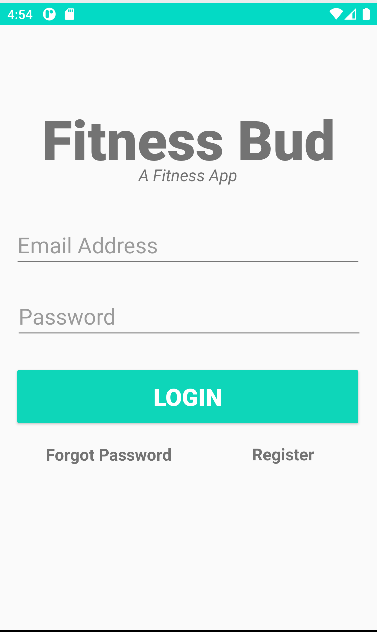 4:54
Fitness Bud
A Fitness App
Email Address
Password
LOGIN
Forgot Password Register